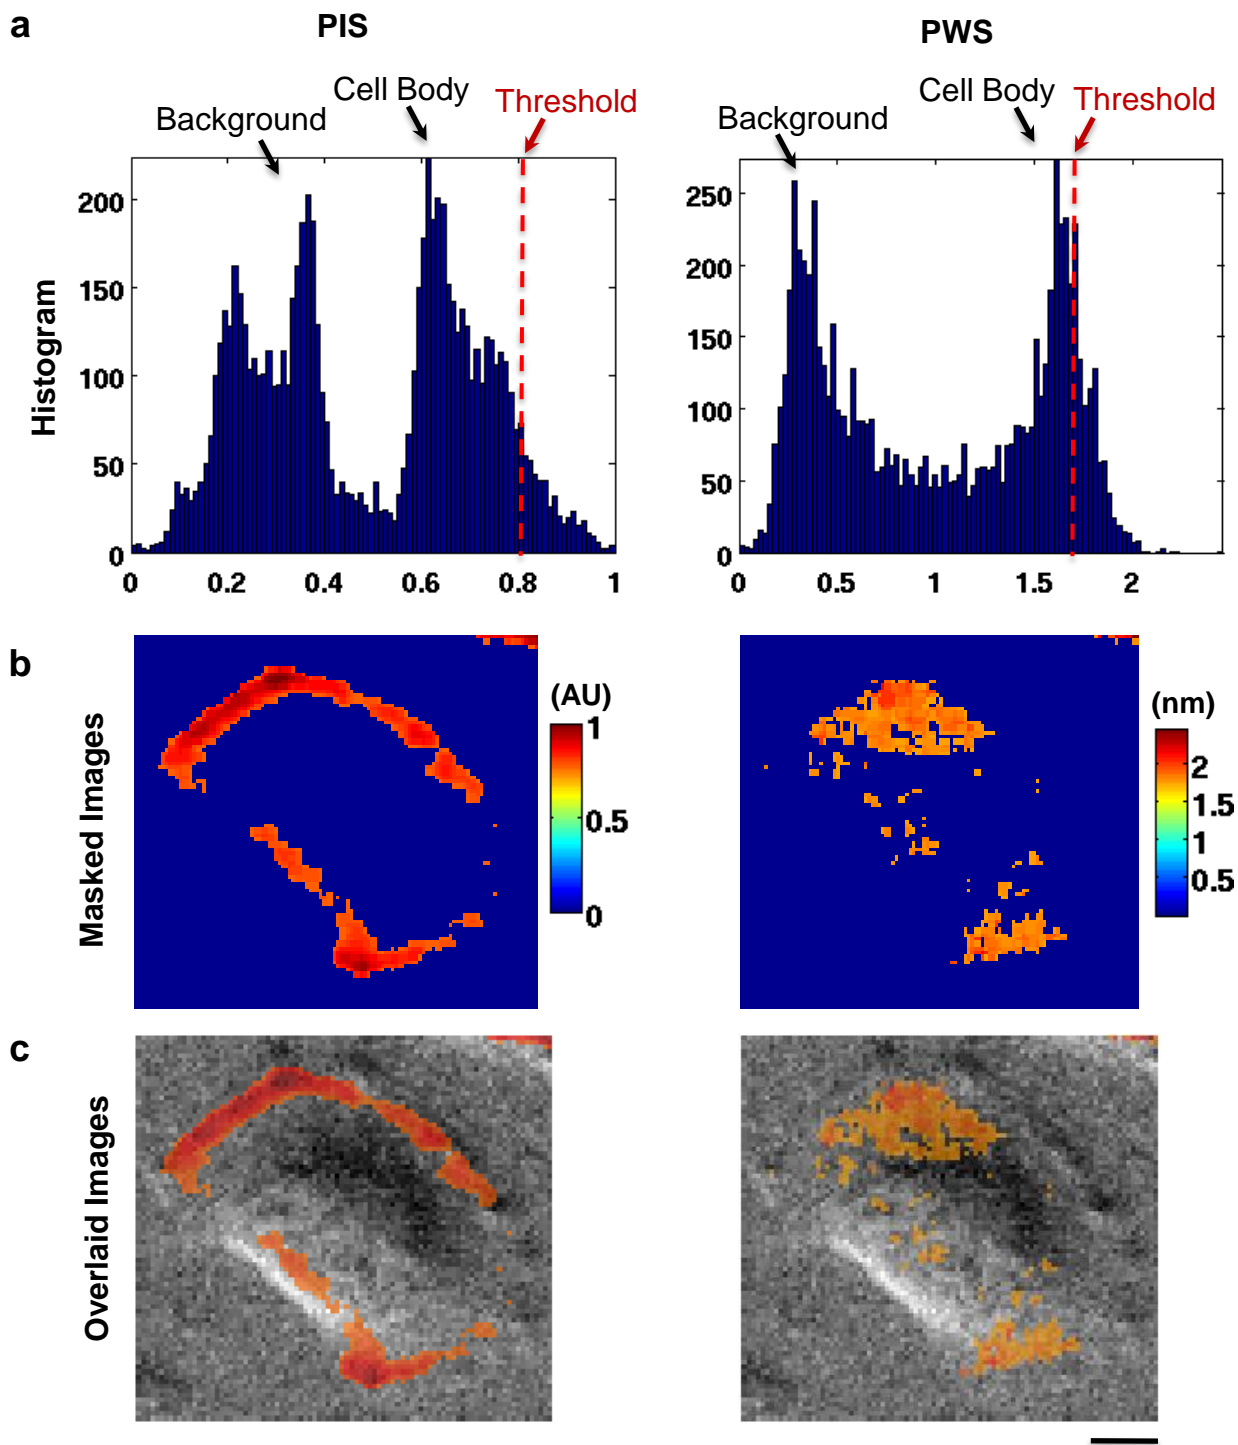 a
PIS
PWS
Background
Cell Body
Threshold
Background
Cell Body
Threshold
Histogram
200
150
100
50
0
0
0.2
0.4
0.6
0.8
1
250
200
150
100
50
0
0
0.5
1
1.5
2
b
Masked Images
(AU)
1
0.5
0
(nm)
2
1.5
1
0.5
c
Overlaid Images